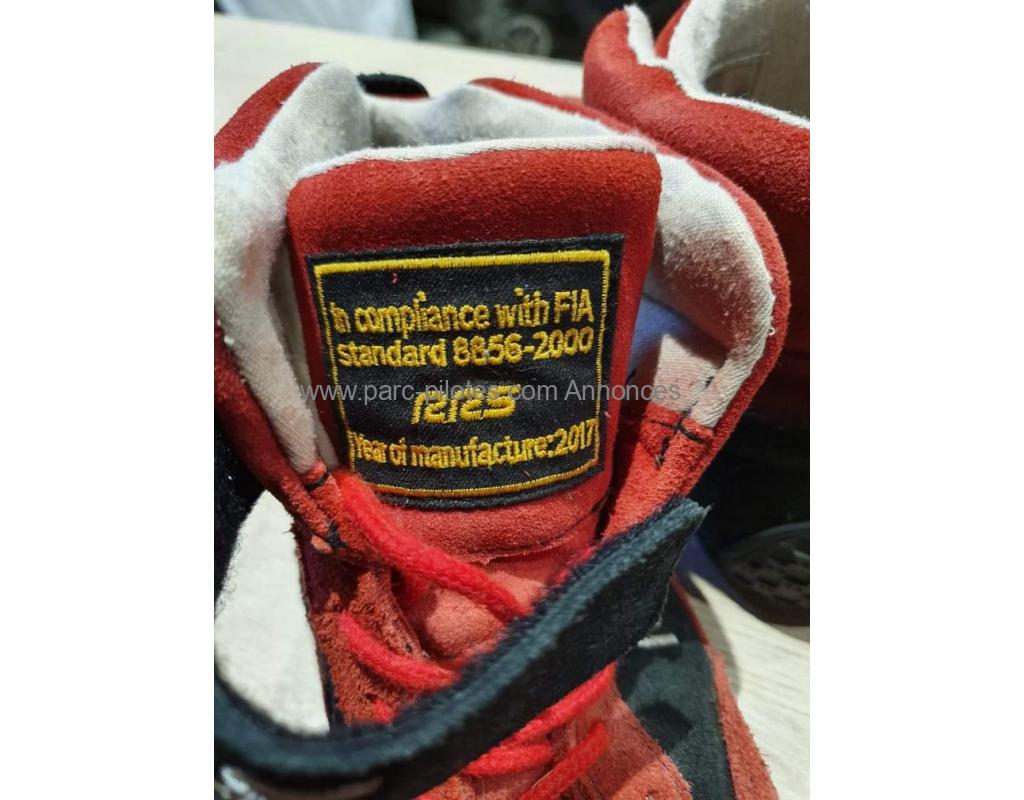 In compliance with FIA
standard 8856-2000
www.parc-pilotes.com Annonces
Year of manufacture:2017